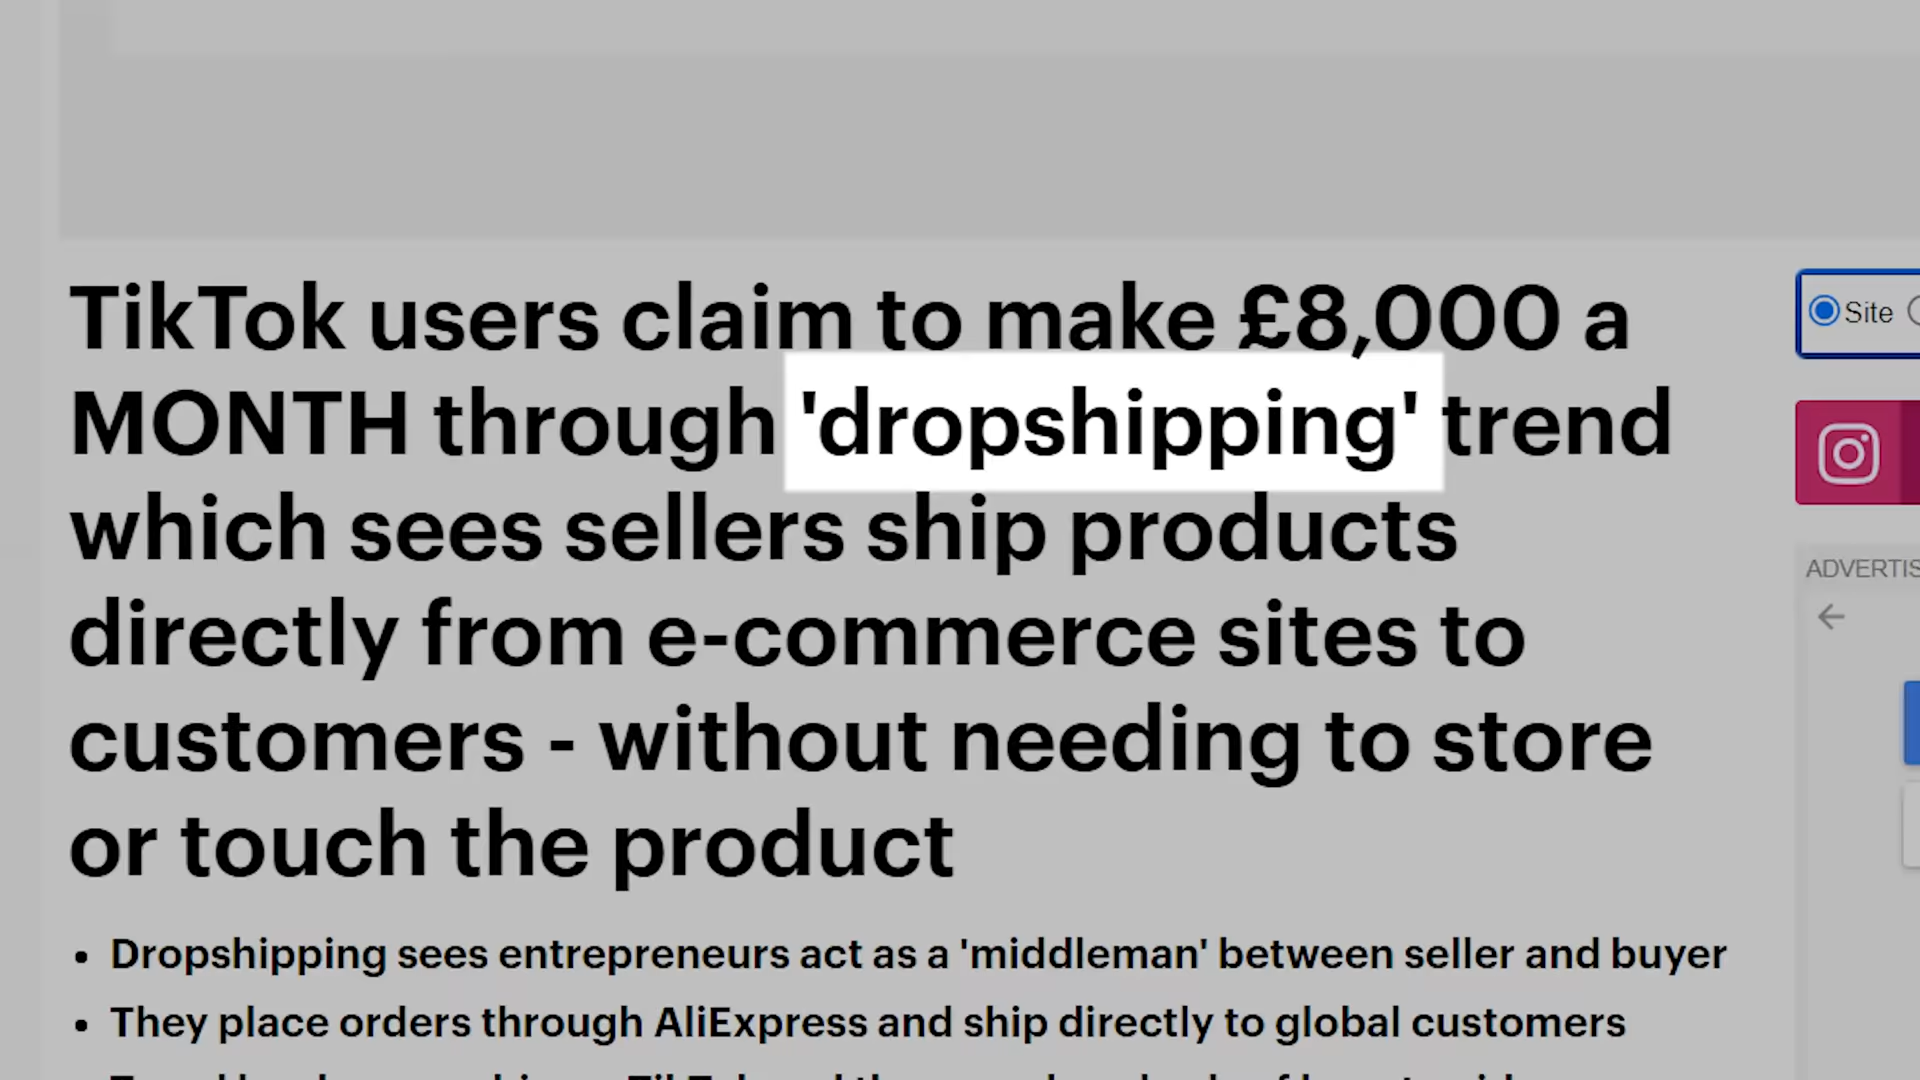 TikTok users claim to make £8,000 a
MONTH through 'dropshipping' trend
which sees sellers ship products
directly from e-commerce sites to
customers - without needing to store
or touch the product
• Dropshipping sees entrepreneurs act as a 'middleman' between seller and buyer
• They place orders through AliExpress and ship directly to global customers
Site